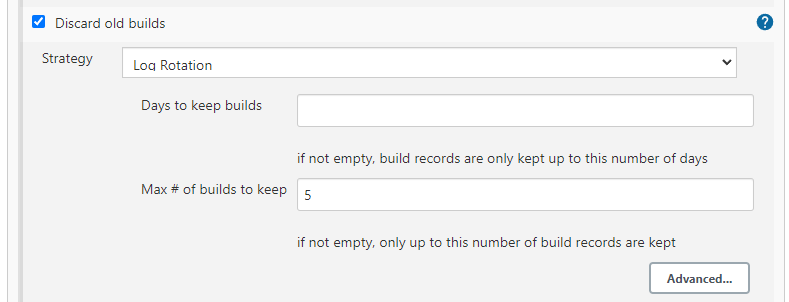 Discard old builds
?
Strategy
Log Rotation
Days to keep builds
if not empty, build records are only kept up to this number of days
Max # of builds to keep
5
if not empty, only up to this number of build records are kept
Advanced...